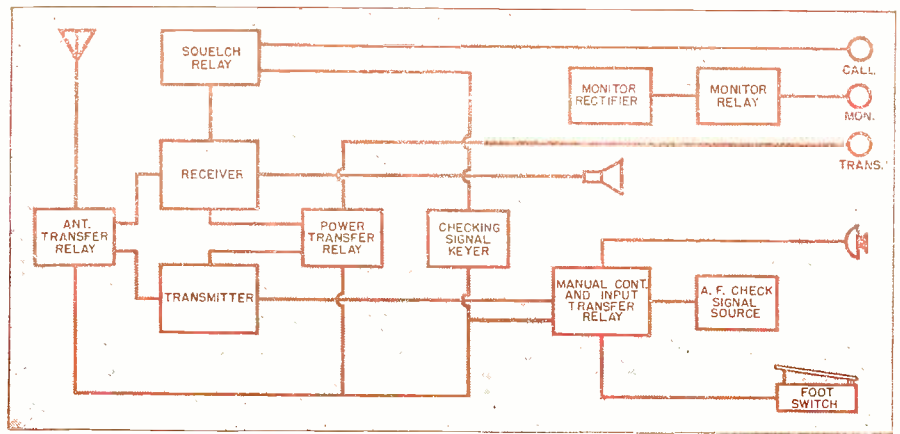 SQUELCH
RELAY
CALL.
MONITOR
RECTIFIER
MONITOR
RELAY
MON.
TRANS.
RECEIVER
ANT.
TRANSFER
RELAY
POWER
TRANSFER
RELAY
CHECKING
SIGNAL
KEYER
TRANSMITTER
MANUAL CONT.
AND INPUT
TRANSFER
RELAY
A. F. CHECK
SIGNAL
SOURCE
FOOT
SWITCH